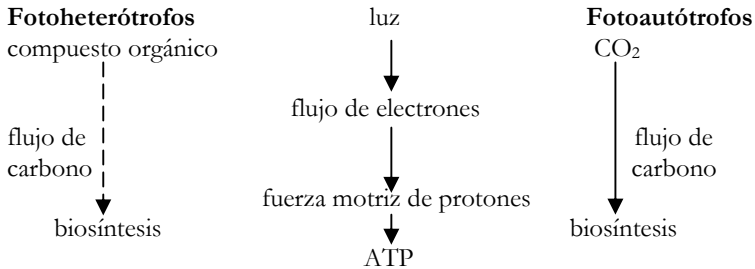 Fotoheterótrofos luz Fotoautótrofos
compuesto orgánico CO₂
flujo de electrones
flujo de flujo de
carbono carbono
fuerza motriz de protones
biosíntesis biosíntesis
ATP